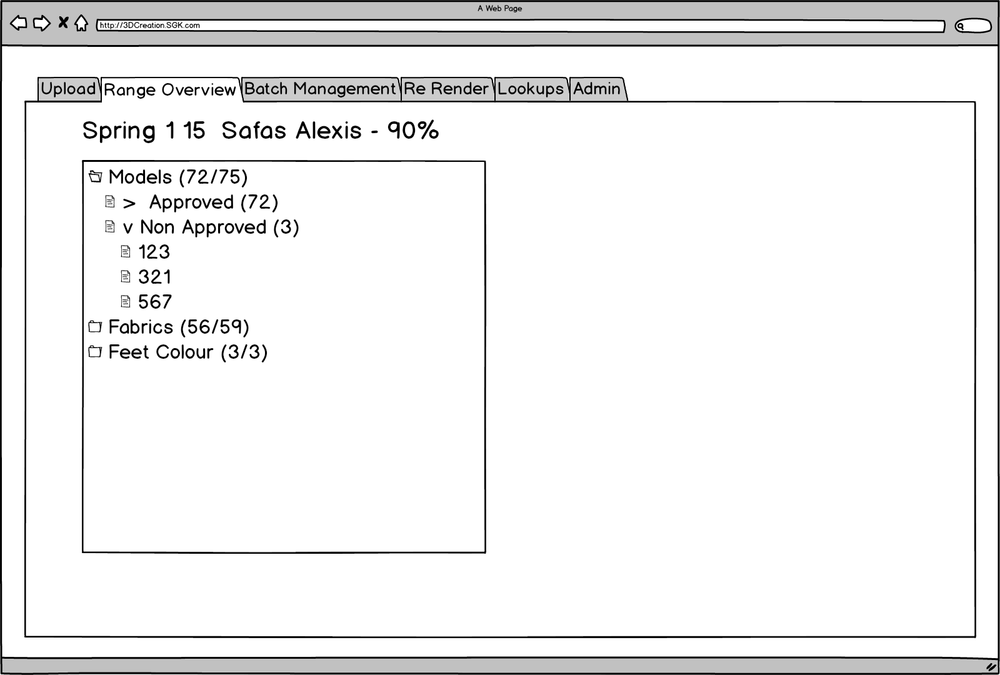 A Web Page
http://3DCreation.SGK.com
Upload Range Overview Batch Management Re Render Lookups Admin
Spring 1 15 Safas Alexis - 90%
Models (72/75)
> Approved (72)
v Non Approved (3)
123
321
567
Fabrics (56/59)
Feet Colour (3/3)